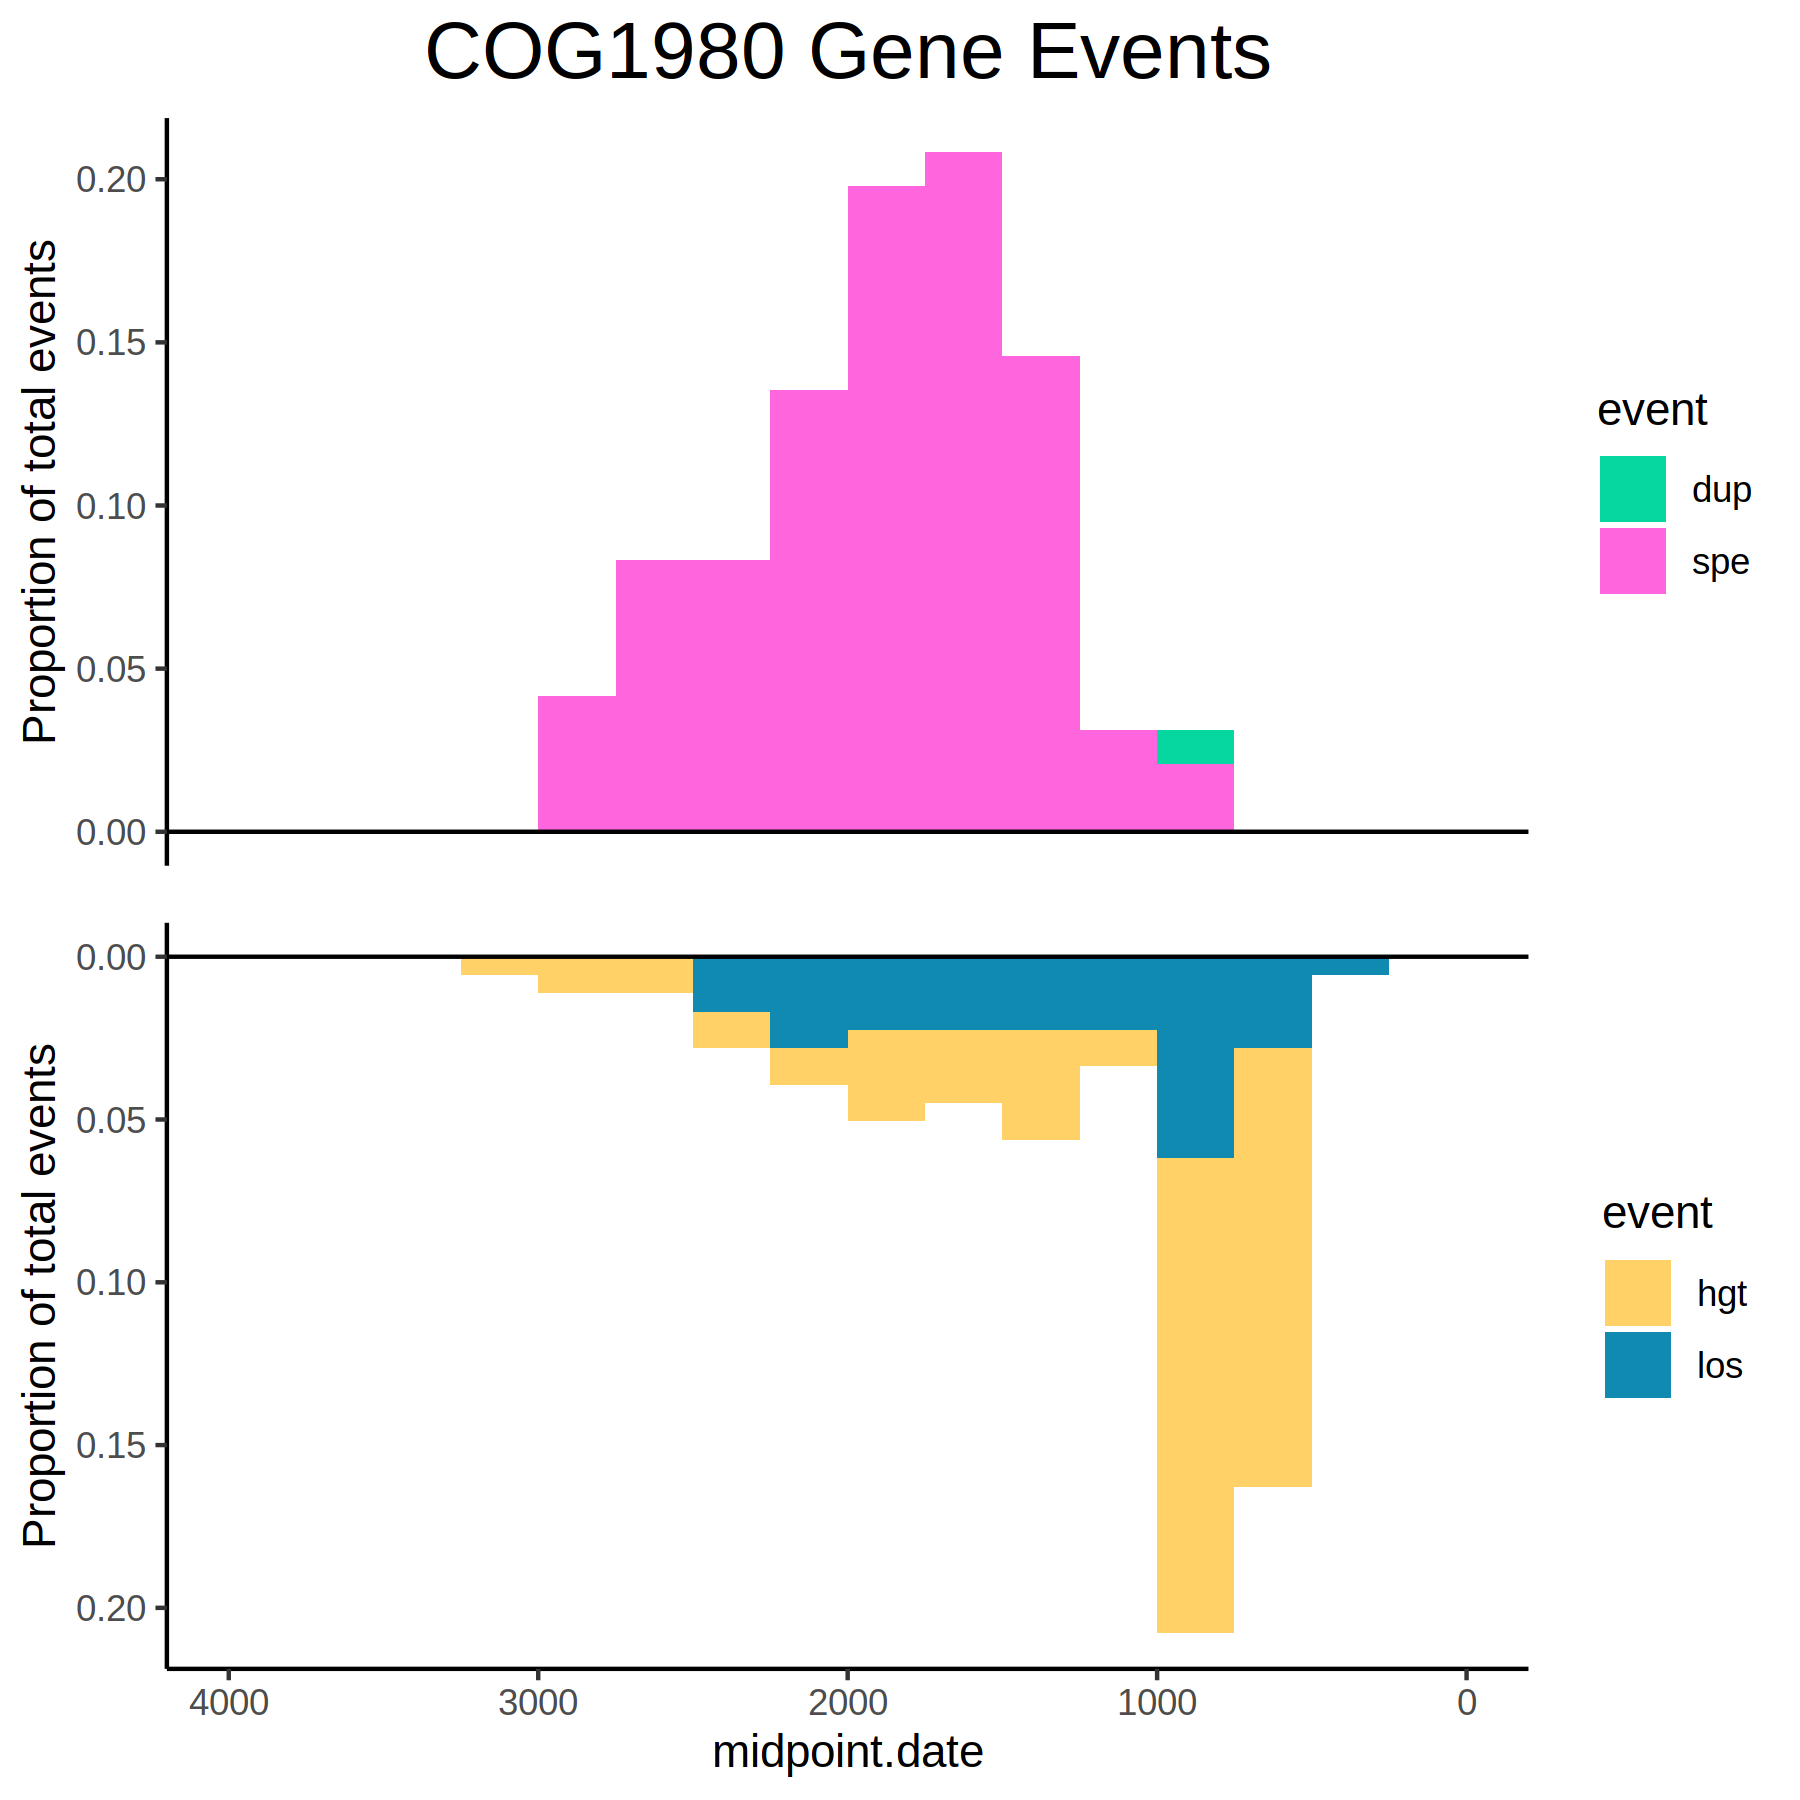 COG1980 Gene Events
Proportion of total events
0.20
0.15
0.10
0.05
0.00
event
dup
spe
Proportion of total events
0.00
0.05
0.10
0.15
0.20
event
hgt
los
4000 3000 2000 1000 0
midpoint.date